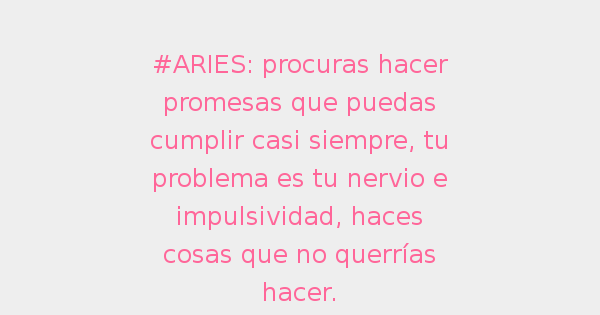 #ARIES: procuras hacer
promesas que puedas
cumplir casi siempre, tu
problema es tu nervio e
impulsividad, haces
cosas que no querrías
hacer.